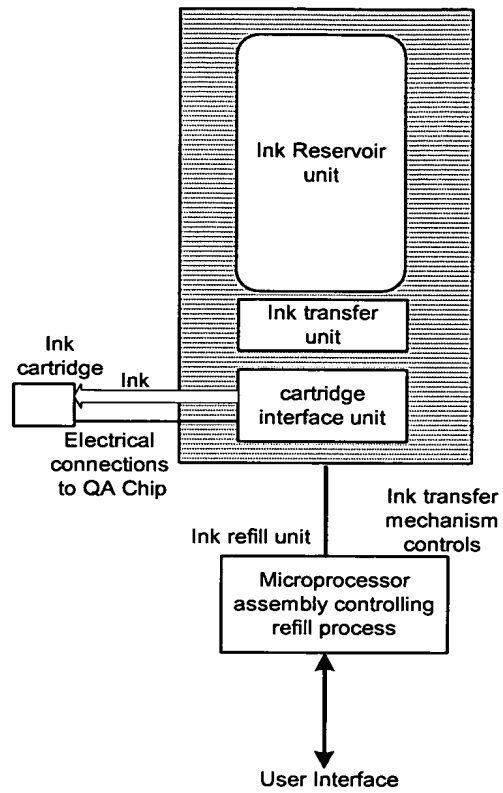 Ink Reservoir
unit
Ink transfer
unit
Ink
cartridge
Ink
cartridge
interface unit
Electrical
connections
to QA Chip
Ink transfer
mechanism
controls
Ink refill unit
Microprocessor
assembly controlling
refill process
User Interface